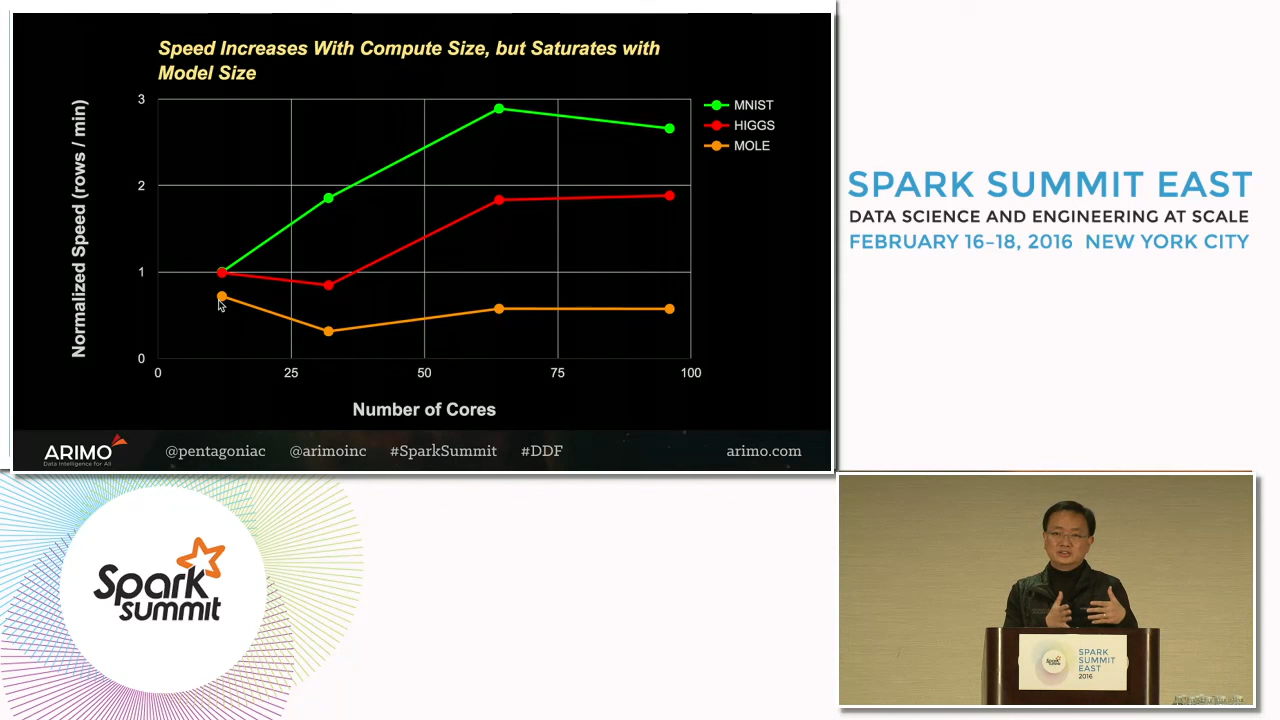 Speed Increases With Compute Size, but Saturates with
Model Size
Normalized Speed (rows / min)
3
2
1
0
0
25
50
75
100
Number of Cores
MNIST
HIGGS
MOLE
ARIMO
Data Intelligence for All
@pentagoniac
@arimoinc
#SparkSummit
#DDF
arimo.com
SPARK SUMMIT EAST
DATA SCIENCE AND ENGINEERING AT SCALE
FEBRUARY 16–18, 2016 NEW YORK CITY
Spark
summit
SPARK
SUMMIT
EAST
2016